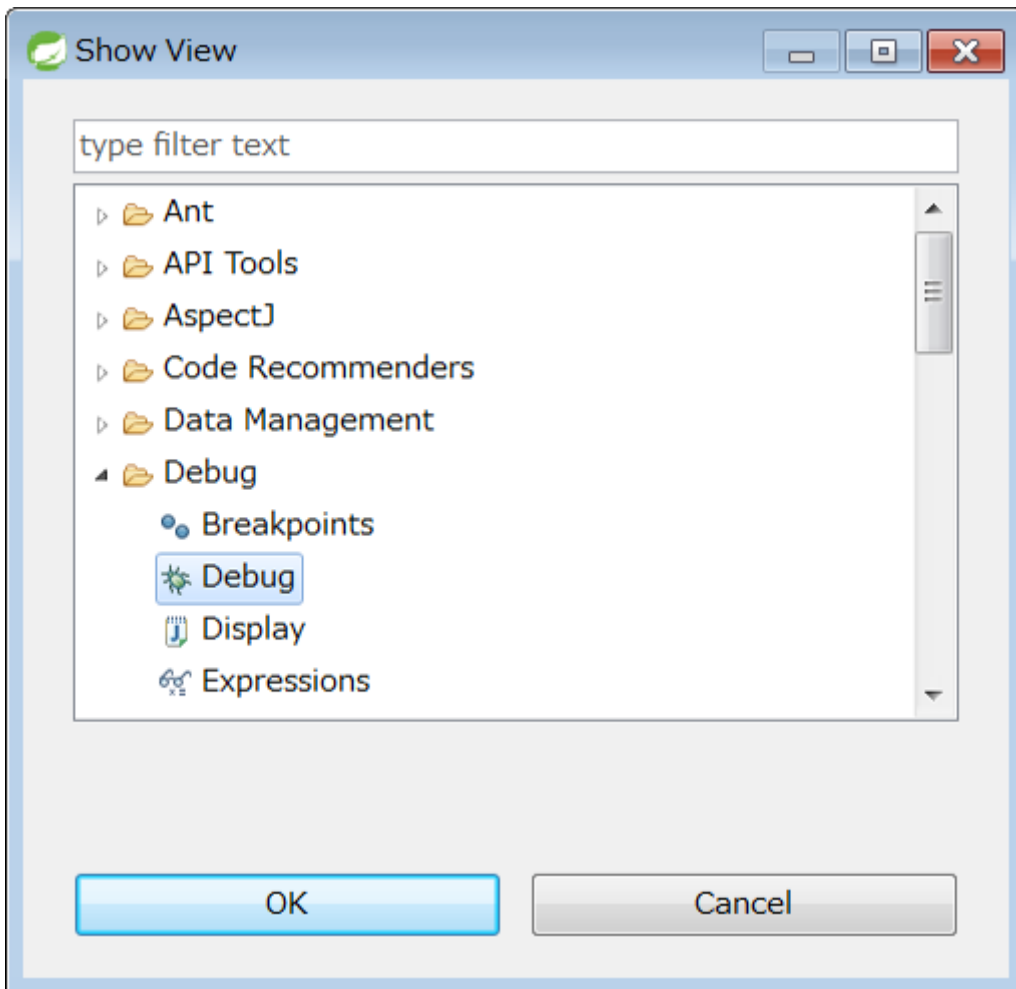 Show View
type filter text
Ant
API Tools
AspectJ
Code Recommenders
Data Management
Debug
Breakpoints
Debug
Display
Expressions
OK
Cancel